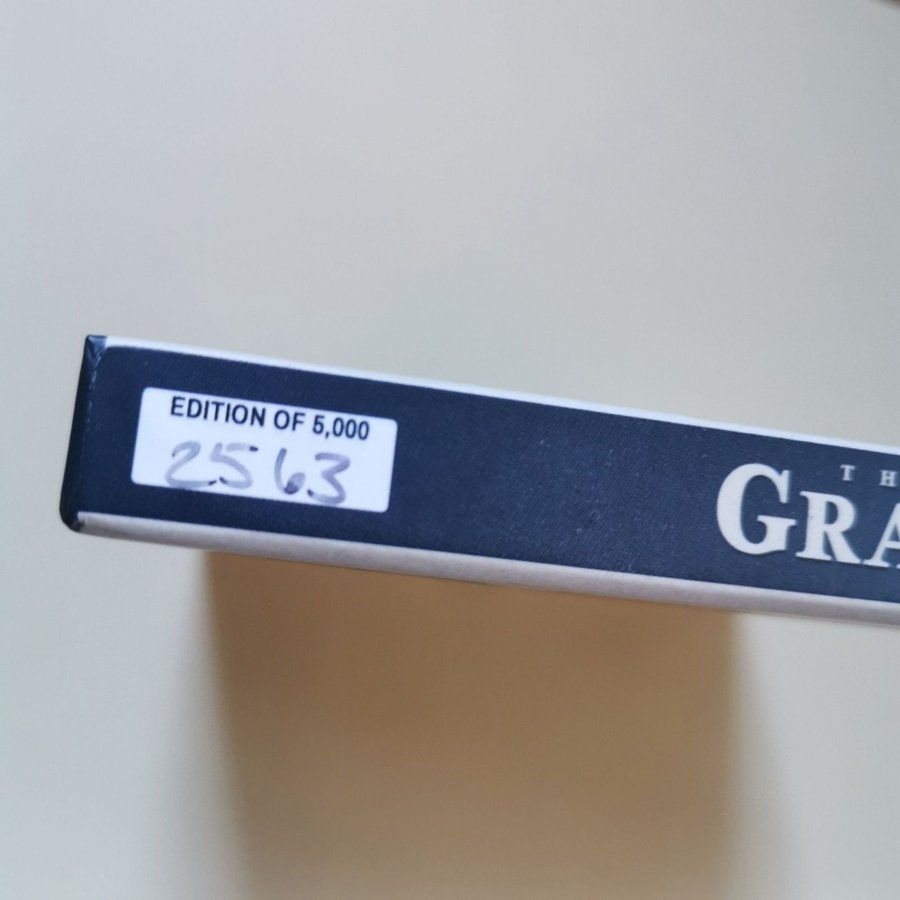 EDITION OF 5,000
2563
TH
GRA